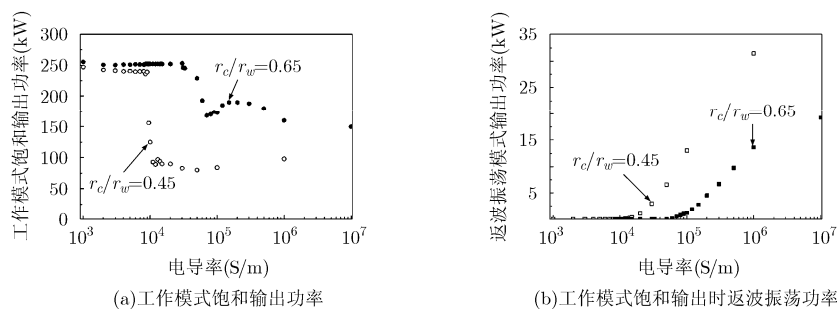 工作模式饱和输出功率(kW)
300
250
200
150
100
50
0
r_c/r_w=0.65
r_c/r_w=0.45
10^3 10^4 10^5 10^6 10^7
电导率(S/m)
(a)工作模式饱和输出功率
返波振荡模式输出功率(kW)
35
25
15
5
r_c/r_w=0.65
r_c/r_w=0.45
10^3 10^4 10^5 10^6 10^7
电导率(S/m)
(b)工作模式饱和输出时返波振荡功率